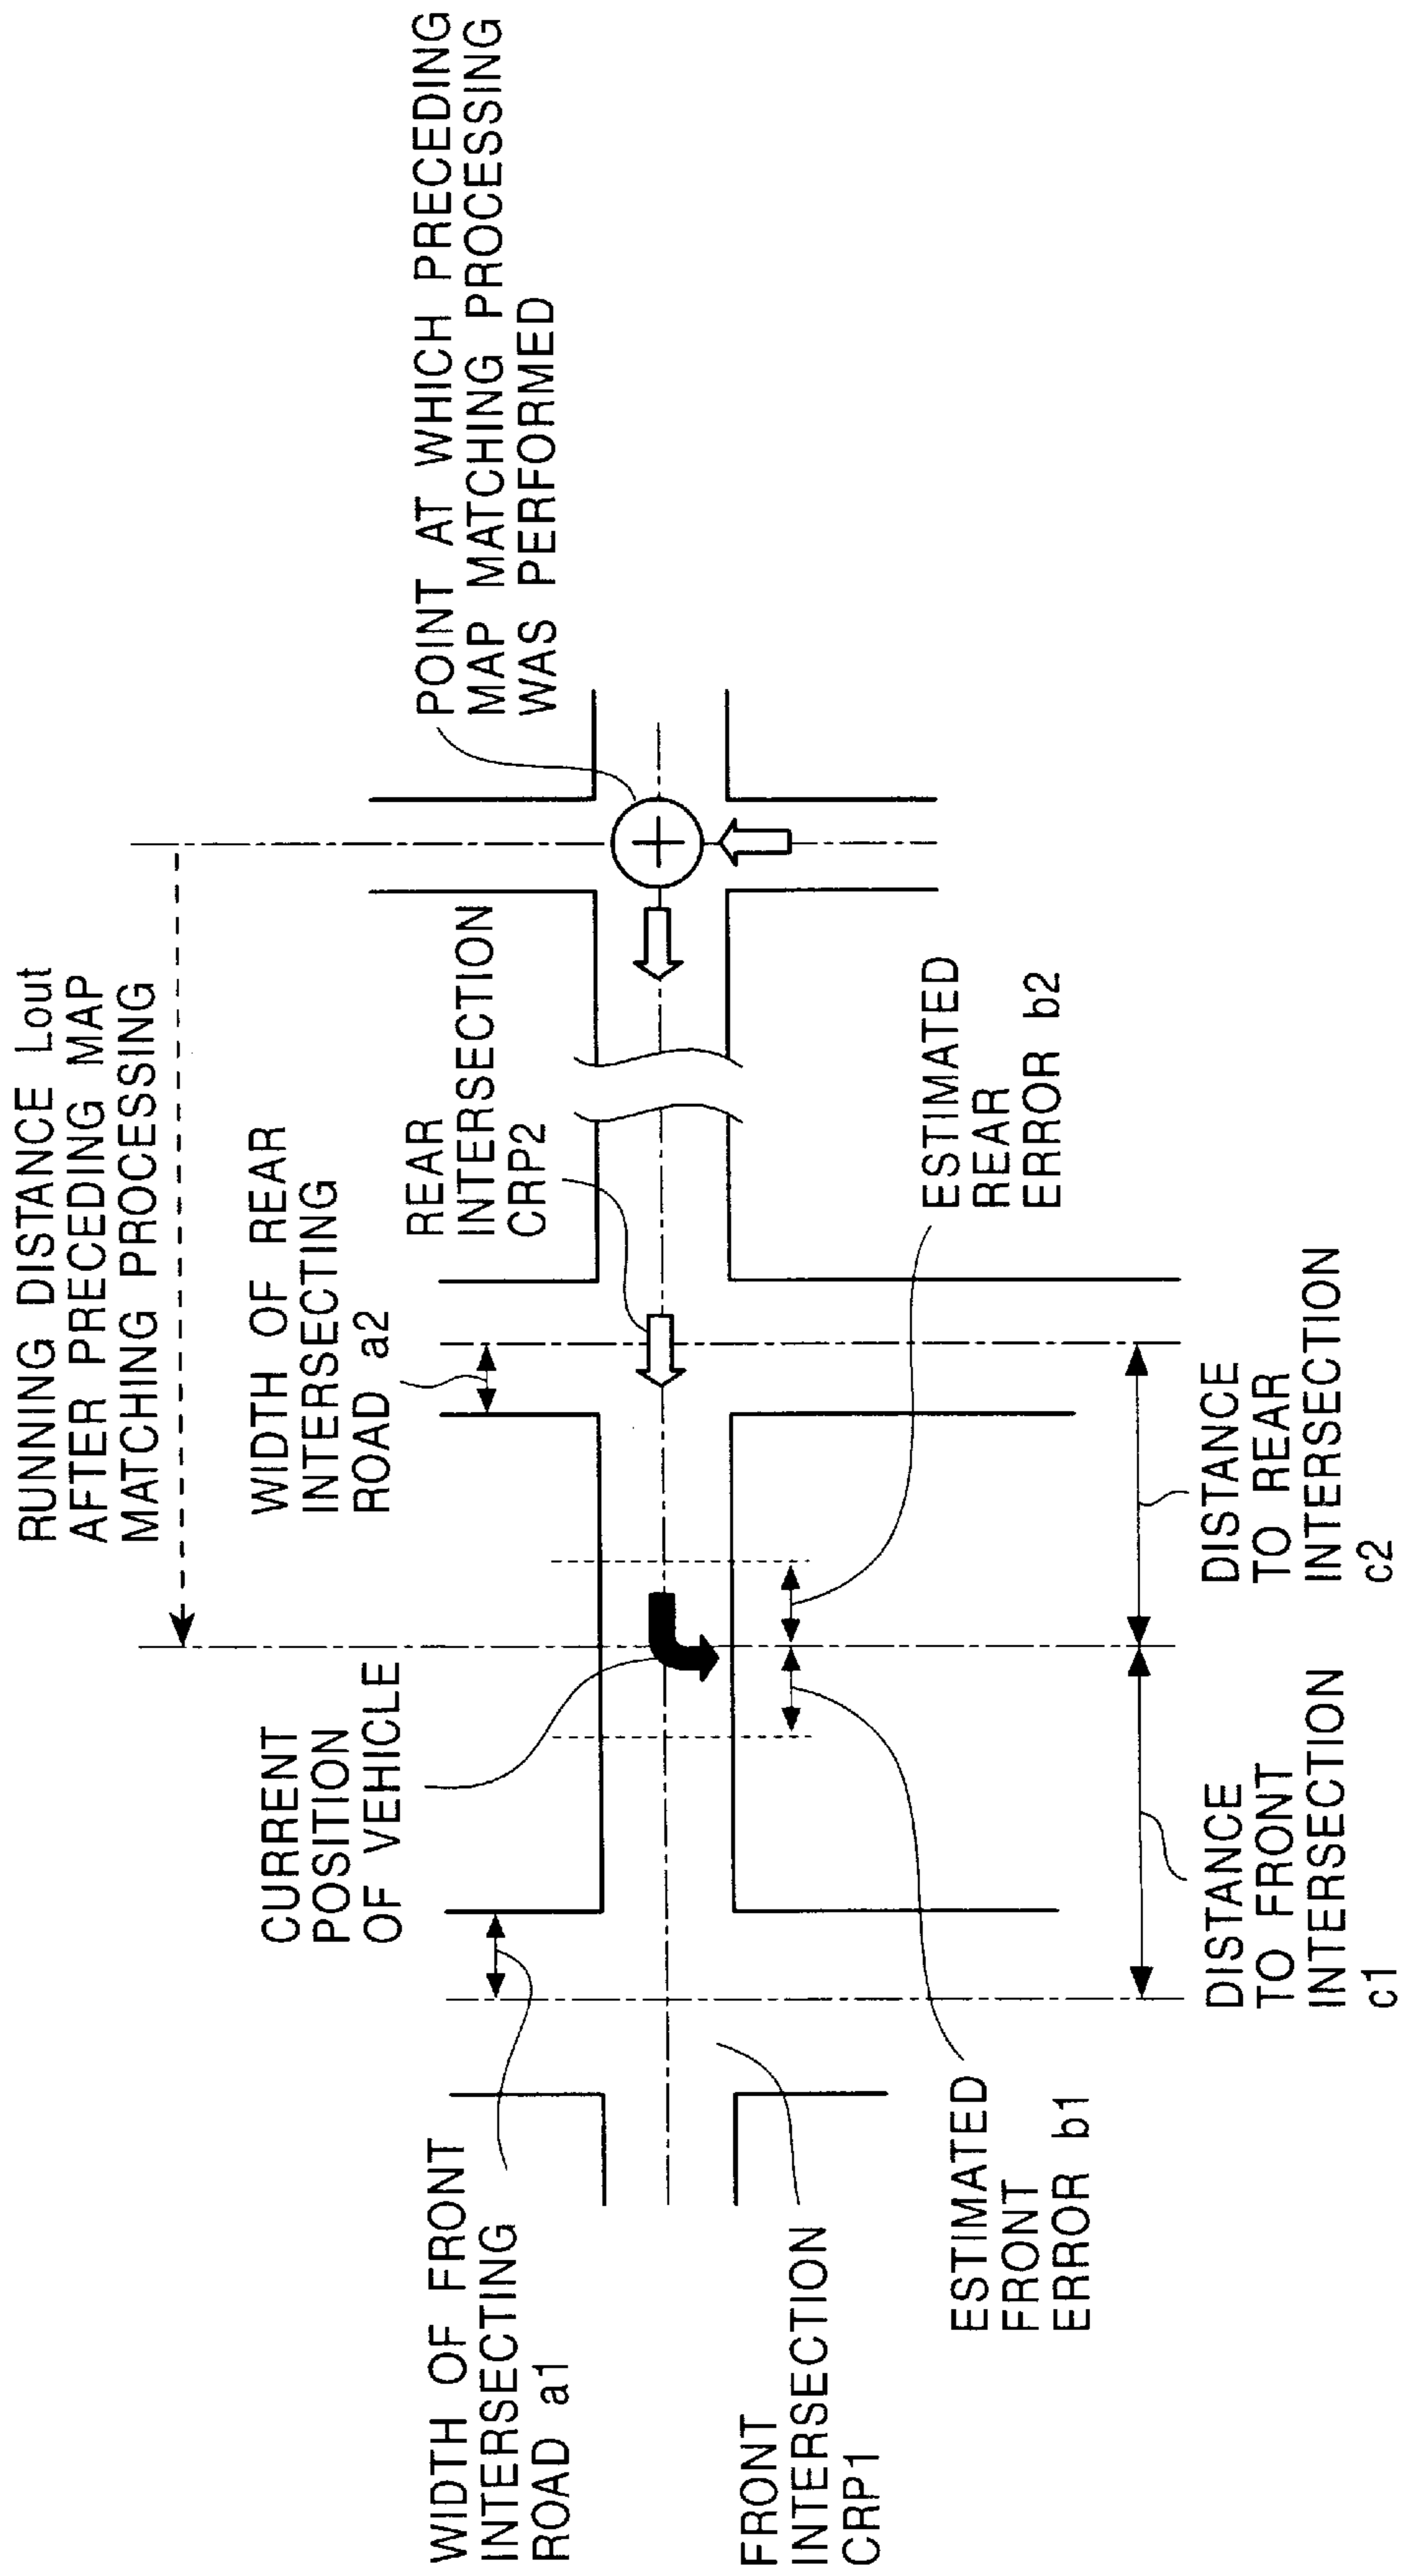 RUNNING DISTANCE Lout
AFTER PRECEDING MAP
MATCHING PROCESSING
WIDTH OF REAR
INTERSECTING
ROAD a2
CURRENT
POSITION
OF VEHICLE
REAR
INTERSECTION
CRP2
POINT AT WHICH PRECEDING
MAP MATCHING PROCESSING
WAS PERFORMED
WIDTH OF FRONT
INTERSECTING
ROAD a1
FRONT
INTERSECTION
CRP1
ESTIMATED
FRONT
ERROR b1
ESTIMATED
REAR
ERROR b2
DISTANCE
TO FRONT
INTERSECTION
c1
DISTANCE
TO REAR
INTERSECTION
c2